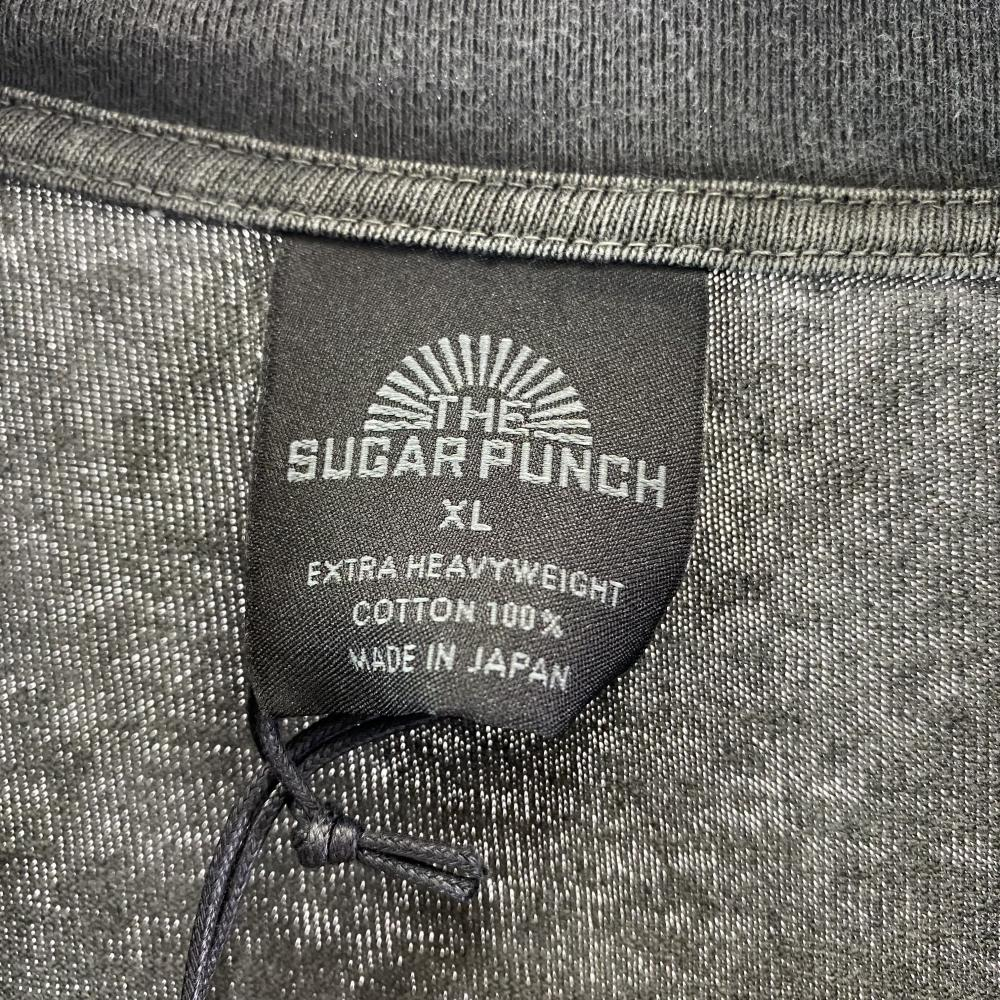 THE
SUGAR PUNCH
XL
EXTRA HEAVYWEIGHT
COTTON 100%
MADE IN JAPAN